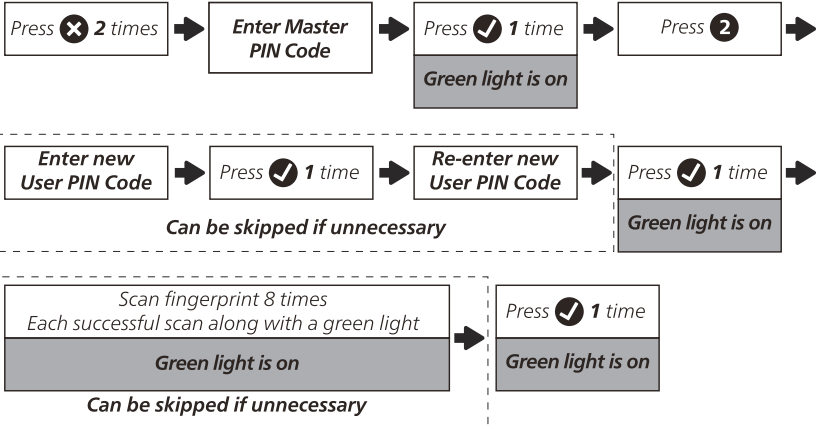 Press ✖ 2 times
Enter Master
PIN Code
Press ✔ 1 time
Green light is on
Press 2
Enter new
User PIN Code
Press ✔ 1 time
Re-enter new
User PIN Code
Can be skipped if unnecessary
Press ✔ 1 time
Green light is on
Scan fingerprint 8 times
Each successful scan along with a green light
Green light is on
Can be skipped if unnecessary
Press ✔ 1 time
Green light is on